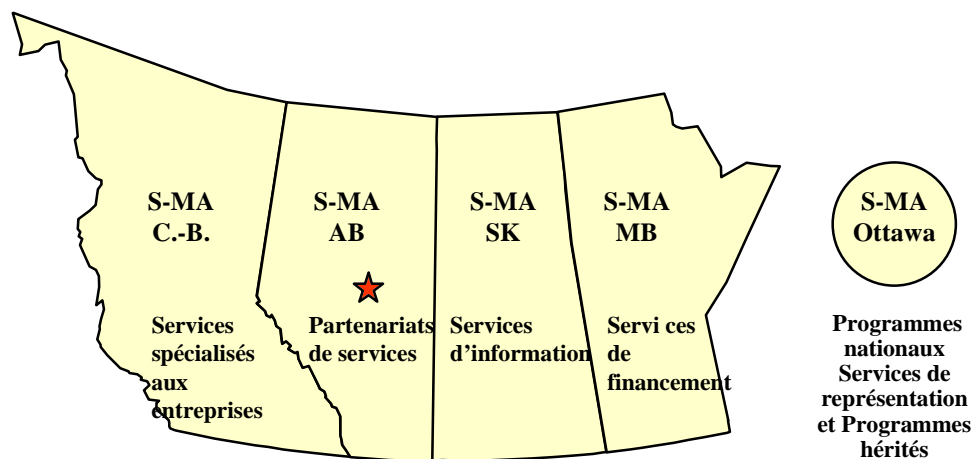 S-MA
C.-B.
S-MA
AB
S-MA
SK
S-MA
MB
S-MA
Ottawa
Services
spécialisés
aux
entreprises
Partenariats
de services
Services
d’information
Servi ces
de
financement
Programmes
nationaux
Services de
représentation
et Programmes
hérités